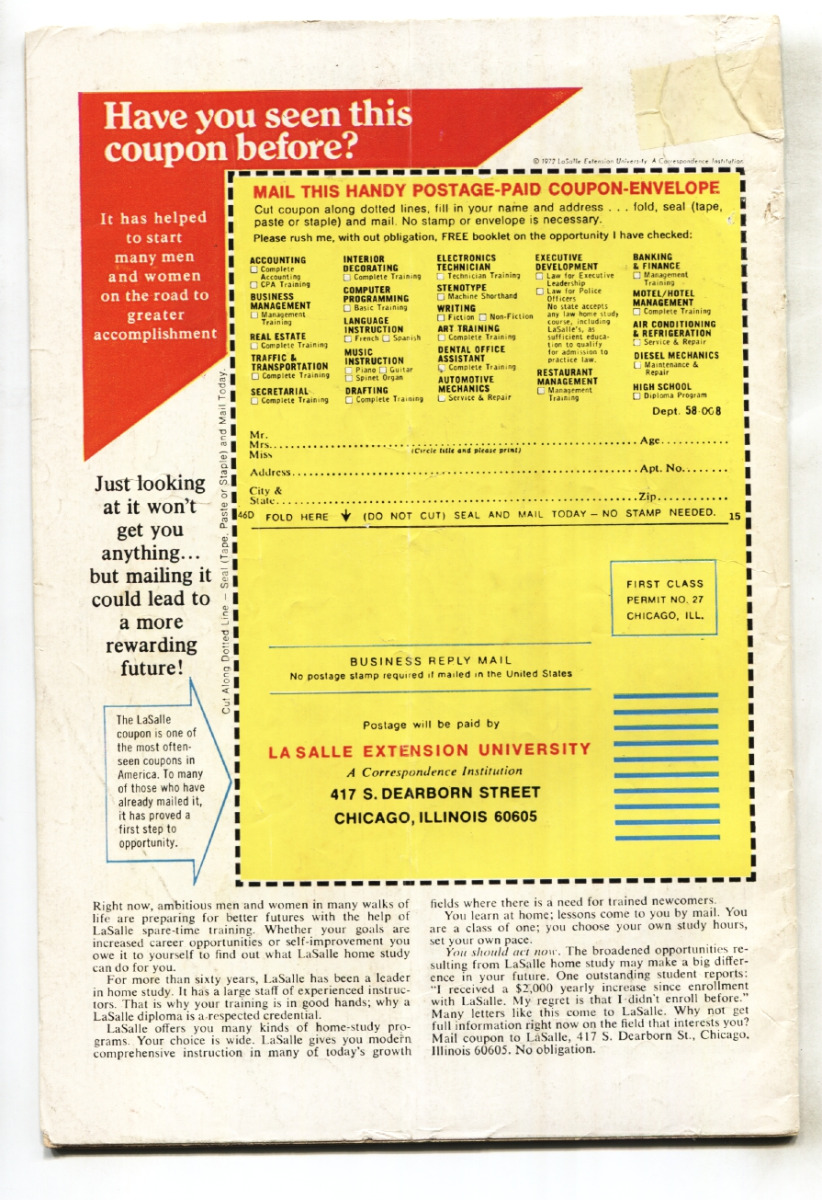 Have you seen this
coupon before?
© 1972 LaSalle Extension University A Correspondence Institution
It has helped
to start
many men
and women
on the road to
greater
accomplishment
MAIL THIS HANDY POSTAGE-PAID COUPON-ENVELOPE
Cut coupon along dotted lines, fill in your name and address . . . fold, seal (tape,
paste or staple) and mail. No stamp or envelope is necessary.
Please rush me, with out obligation, FREE booklet on the opportunity I have checked:
ACCOUNTING
Complete
Accounting
CPA Training
BUSINESS
MANAGEMENT
Management
Training
REAL ESTATE
Complete Training
TRAFFIC &
TRANSPORTATION
Complete Training
SECRETARIAL
Complete Training
INTERIOR
DECORATING
Complete Training
COMPUTER
PROGRAMMING
Basic Training
LANGUAGE
INSTRUCTION
French Spanish
MUSIC
INSTRUCTION
Piano Guitar
Spinet Organ
DRAFTING
Complete Training
ELECTRONICS
TECHNICIAN
Technician Training
STENOTYPE
Machine Shorthand
WRITING
Fiction Non-Fiction
ART TRAINING
Complete Training
DENTAL OFFICE
ASSISTANT
Complete Training
AUTOMOTIVE
MECHANICS
Service & Repair
EXECUTIVE
DEVELOPMENT
Law for Executive
Leadership
Law for Police
Officers
No state accepts
any law home study
course, including
LaSalle's, as
sufficient educa-
tion to qualify
for admission to
practice law.
RESTAURANT
MANAGEMENT
Management
Training
BANKING
& FINANCE
Management
Training
MOTEL/HOTEL
MANAGEMENT
Complete Training
AIR CONDITIONING
& REFRIGERATION
Service & Repair
DIESEL MECHANICS
Maintenance &
Repair
HIGH SCHOOL
Diploma Program
Dept. 58-008
Mr.
Mrs. Age
Miss (Circle title and please print)
Address Apt. No.
City &
State Zip
46D FOLD HERE (DO NOT CUT) SEAL AND MAIL TODAY — NO STAMP NEEDED. 15
Cut Along Dotted Line — Seal (Tape, Paste or Staple) and Mail Today.
Just looking
at it won't
get you
anything...
but mailing it
could lead to
a more
rewarding
future!
The LaSalle
coupon is one of
the most often-
seen coupons in
America. To many
of those who have
already mailed it,
it has proved a
first step to
opportunity.
FIRST CLASS
PERMIT NO. 27
CHICAGO, ILL.
BUSINESS REPLY MAIL
No postage stamp required if mailed in the United States
Postage will be paid by
LA SALLE EXTENSION UNIVERSITY
A Correspondence Institution
417 S. DEARBORN STREET
CHICAGO, ILLINOIS 60605
Right now, ambitious men and women in many walks of
life are preparing for better futures with the help of
LaSalle spare-time training. Whether your goals are
increased career opportunities or self-improvement you
owe it to yourself to find out what LaSalle home study
can do for you.
For more than sixty years, LaSalle has been a leader
in home study. It has a large staff of experienced instruc-
tors. That is why your training is in good hands; why a
LaSalle diploma is a respected credential.
LaSalle offers you many kinds of home-study pro-
grams. Your choice is wide. LaSalle gives you modern
comprehensive instruction in many of today's growth
fields where there is a need for trained newcomers.
You learn at home; lessons come to you by mail. You
are a class of one; you choose your own study hours,
set your own pace.
You should act now. The broadened opportunities re-
sulting from LaSalle home study may make a big differ-
ence in your future. One outstanding student reports:
"I received a $2,000 yearly increase since enrollment
with LaSalle. My regret is that I didn't enroll before."
Many letters like this come to LaSalle. Why not get
full information right now on the field that interests you?
Mail coupon to LaSalle, 417 S. Dearborn St., Chicago,
Illinois 60605. No obligation.